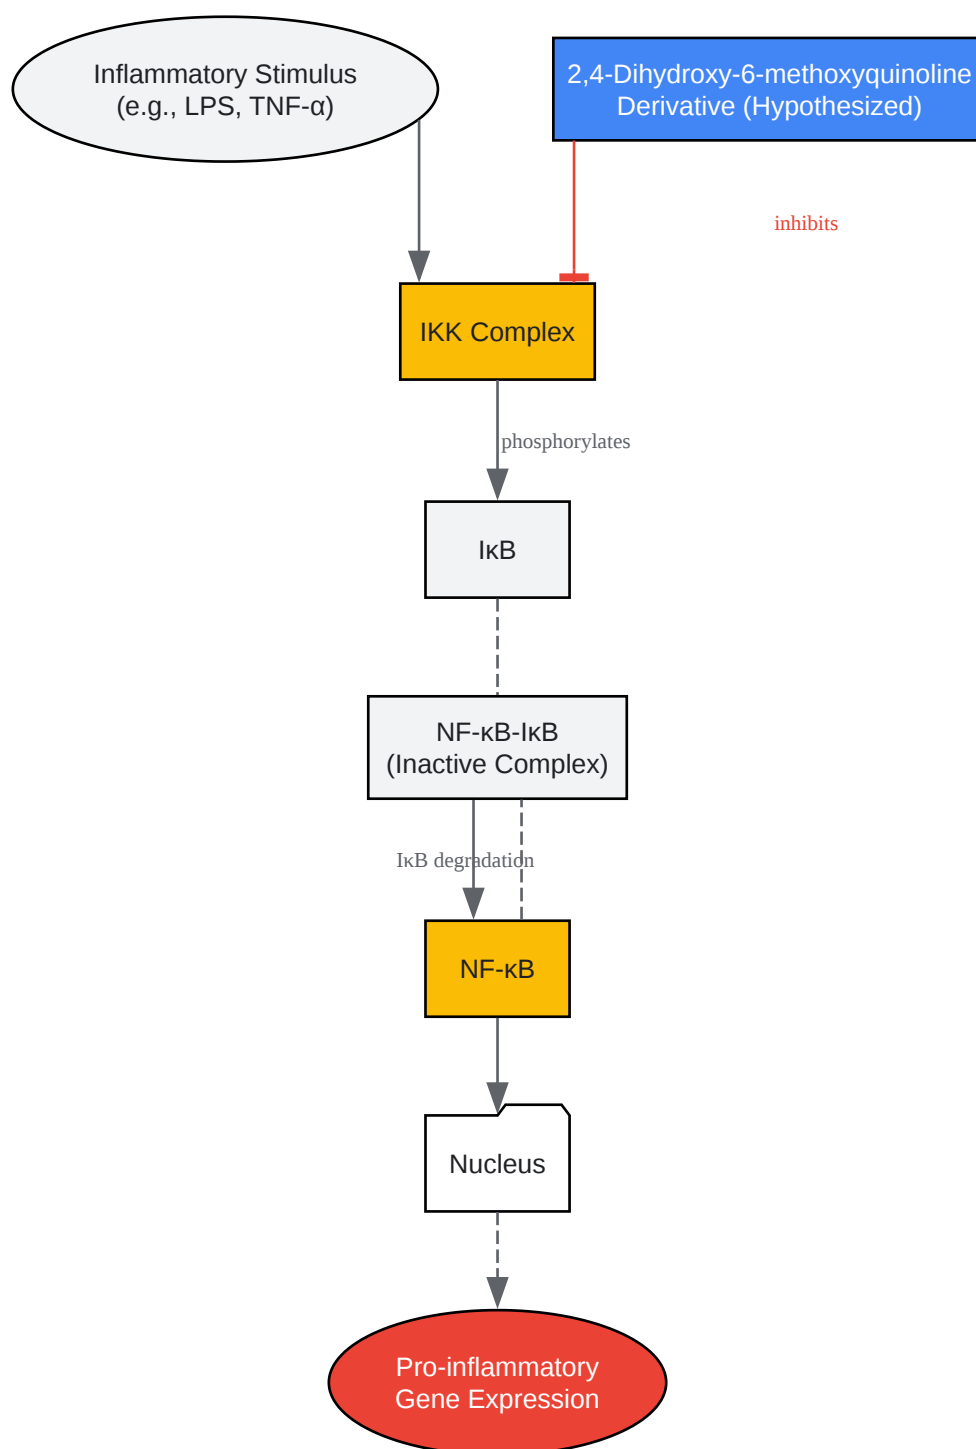 Inflammatory Stimulus
(e.g., LPS, TNF-α)
2,4-Dihydroxy-6-methoxyquinoline
Derivative (Hypothesized)
inhibits
IKK Complex
phosphorylates
IκB
NF-κB-IκB
(Inactive Complex)
IκB degradation
NF-κB
Nucleus
Pro-inflammatory
Gene Expression